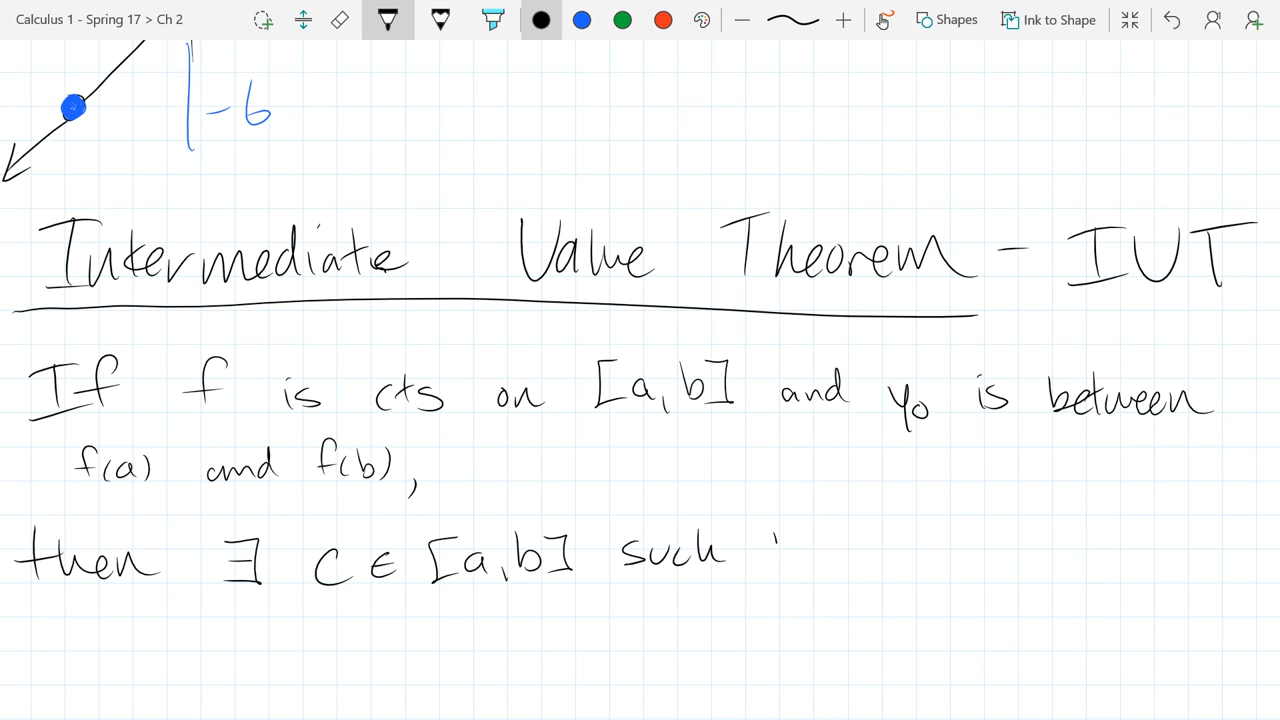 Calculus 1 - Spring 17 > Ch 2
Shapes
Ink to Shape
-6
Intermediate Value Theorem - IVT
If f is cts on [a,b] and y₀ is between
f(a) and f(b),
then ∃ c ∈ [a,b] such